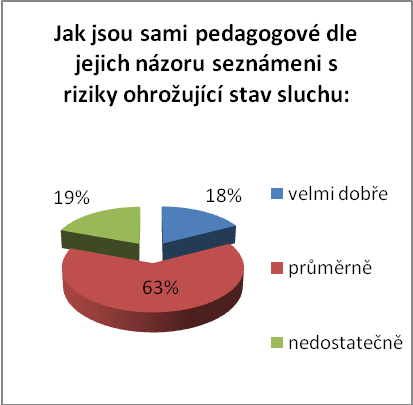 Jak jsou sami pedagogové dle
jejich názoru seznámeni s
riziky ohrožující stav sluchu:
19%
18%
63%
velmi dobře
průměrně
nedostatečně